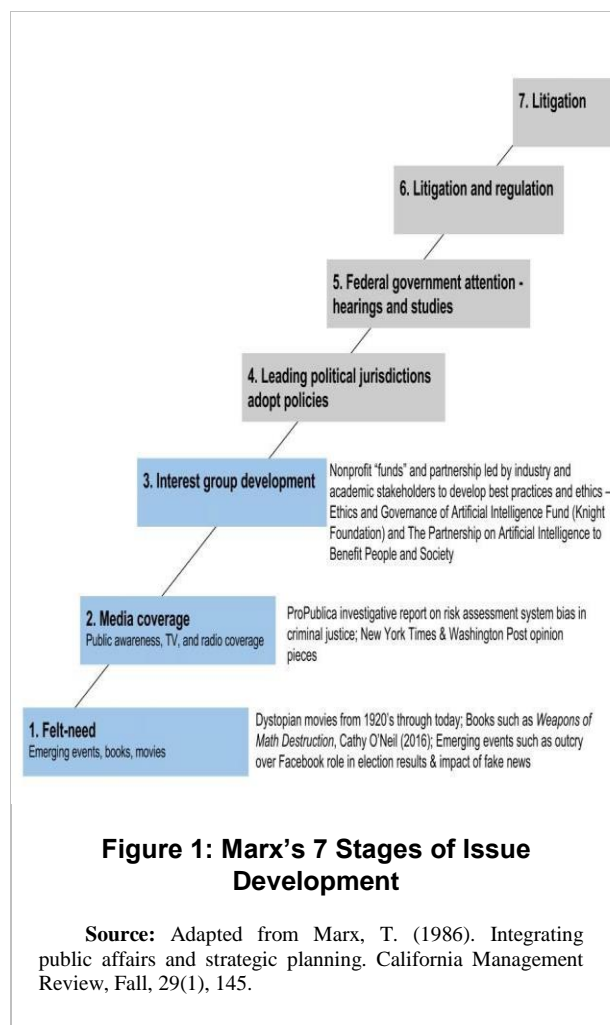 7. Litigation
6. Litigation and regulation
5. Federal government attention -
hearings and studies
4. Leading political jurisdictions
adopt policies
3. Interest group development
Nonprofit “funds” and partnership led by industry and
academic stakeholders to develop best practices and ethics –
Ethics and Governance of Artificial Intelligence Fund (Knight
Foundation) and The Partnership on Artificial Intelligence to
Benefit People and Society
2. Media coverage
Public awareness, TV, and radio coverage
ProPublica investigative report on risk assessment system bias in
criminal justice; New York Times & Washington Post opinion
pieces
1. Felt-need
Emerging events, books, movies
Dystopian movies from 1920’s through today; Books such as Weapons of
Math Destruction, Cathy O’Neil (2016); Emerging events such as outcry
over Facebook role in election results & impact of fake news
Figure 1: Marx’s 7 Stages of Issue
Development
Source: Adapted from Marx, T. (1986). Integrating
public affairs and strategic planning. California Management
Review, Fall, 29(1), 145.